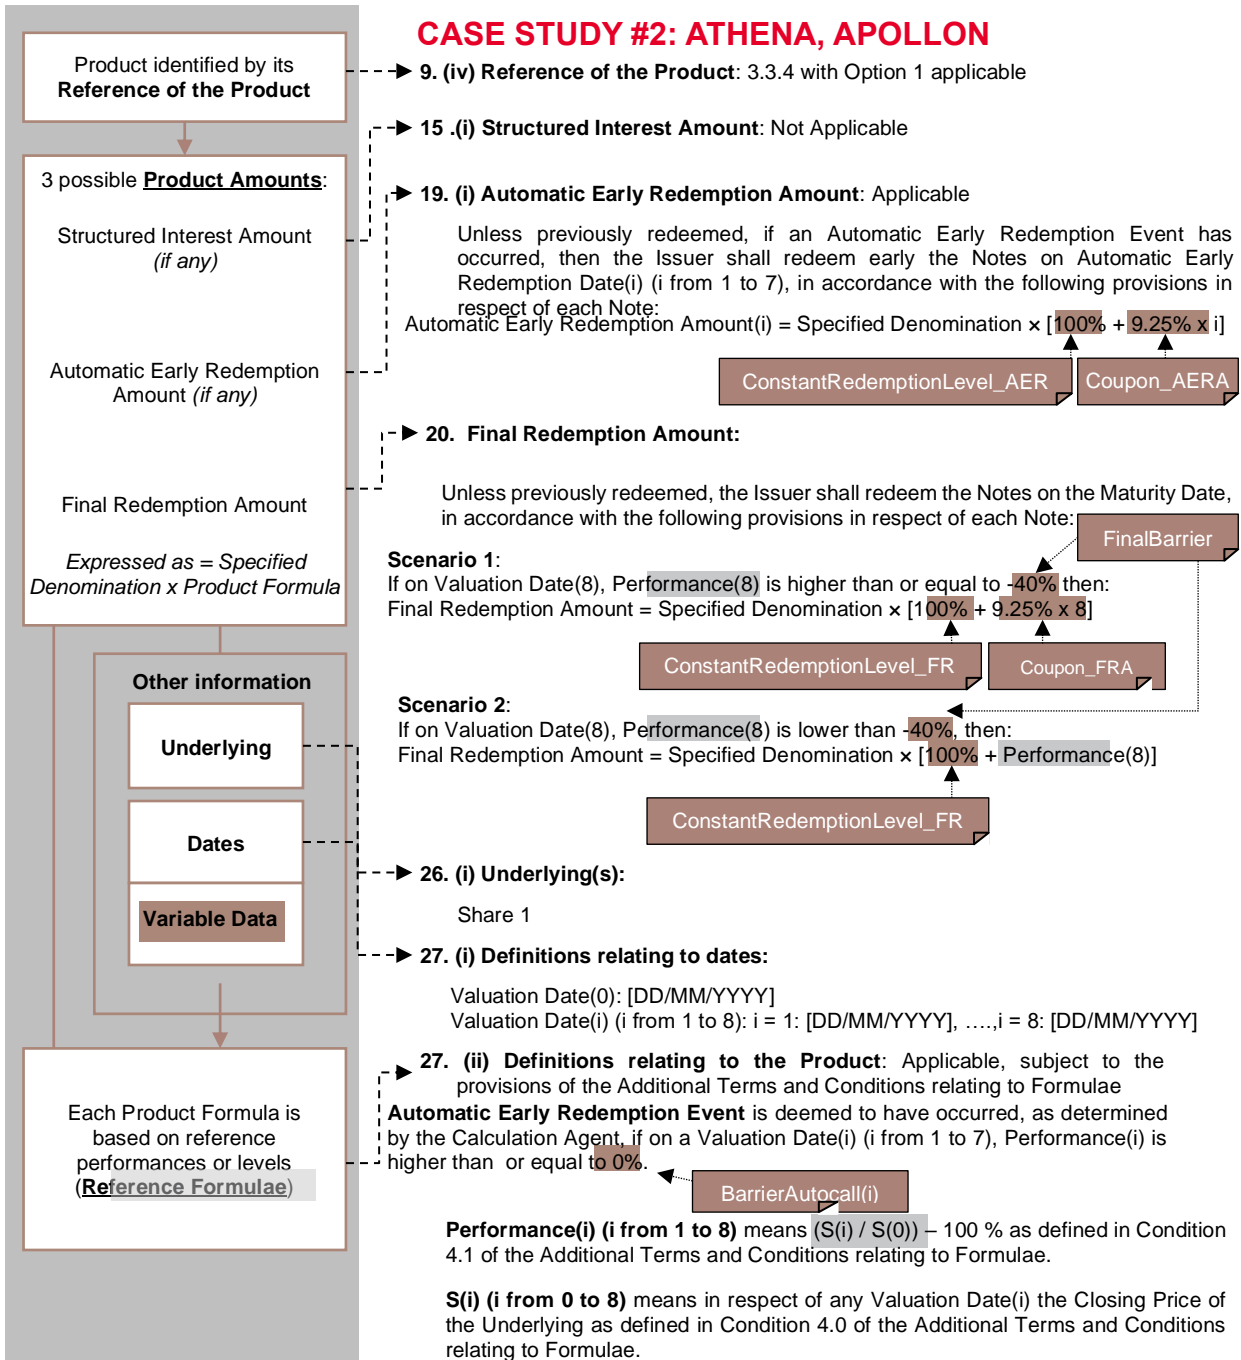 CASE STUDY #2: ATHENA, APOLLON
Product identified by its
Reference of the Product
9. (iv) Reference of the Product: 3.3.4 with Option 1 applicable
15 .(i) Structured Interest Amount: Not Applicable
3 possible Product Amounts:
Structured Interest Amount
(if any)
Automatic Early Redemption
Amount (if any)
Final Redemption Amount
Expressed as = Specified
Denomination x Product Formula
19. (i) Automatic Early Redemption Amount: Applicable
Unless previously redeemed, if an Automatic Early Redemption Event has
occurred, then the Issuer shall redeem early the Notes on Automatic Early
Redemption Date(i) (i from 1 to 7), in accordance with the following provisions in
respect of each Note:
Automatic Early Redemption Amount(i) = Specified Denomination × [100% + 9.25% x i]
ConstantRedemptionLevel_AER
Coupon_AERA
20. Final Redemption Amount:
Unless previously redeemed, the Issuer shall redeem the Notes on the Maturity Date,
in accordance with the following provisions in respect of each Note:
FinalBarrier
Scenario 1:
If on Valuation Date(8), Performance(8) is higher than or equal to -40% then:
Final Redemption Amount = Specified Denomination × [100% + 9.25% x 8]
ConstantRedemptionLevel_FR
Coupon_FRA
Scenario 2:
If on Valuation Date(8), Performance(8) is lower than -40%, then:
Final Redemption Amount = Specified Denomination × [100% + Performance(8)]
ConstantRedemptionLevel_FR
Other information
Underlying
Dates
Variable Data
26. (i) Underlying(s):
Share 1
27. (i) Definitions relating to dates:
Valuation Date(0): [DD/MM/YYYY]
Valuation Date(i) (i from 1 to 8): i = 1: [DD/MM/YYYY], ….,i = 8: [DD/MM/YYYY]
Each Product Formula is
based on reference
performances or levels
(Reference Formulae)
27. (ii) Definitions relating to the Product: Applicable, subject to the
provisions of the Additional Terms and Conditions relating to Formulae
Automatic Early Redemption Event is deemed to have occurred, as determined
by the Calculation Agent, if on a Valuation Date(i) (i from 1 to 7), Performance(i) is
higher than or equal to 0%.
BarrierAutocall(i)
Performance(i) (i from 1 to 8) means (S(i) / S(0)) – 100 % as defined in Condition
4.1 of the Additional Terms and Conditions relating to Formulae.
S(i) (i from 0 to 8) means in respect of any Valuation Date(i) the Closing Price of
the Underlying as defined in Condition 4.0 of the Additional Terms and Conditions
relating to Formulae.